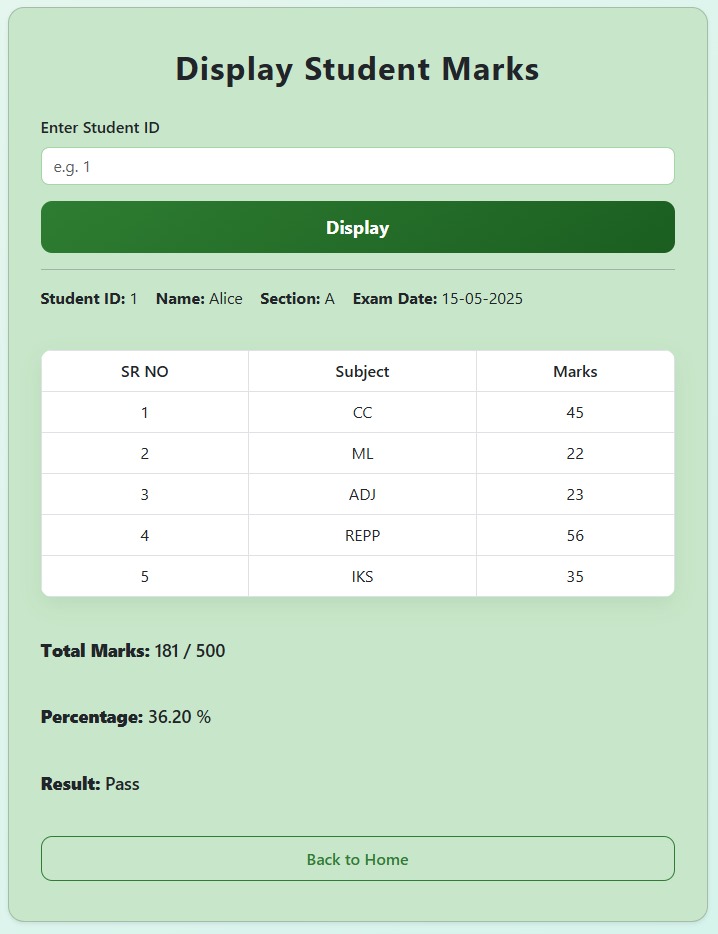 Display Student Marks
Enter Student ID
e.g. 1
Display
Student ID: 1 Name: Alice Section: A Exam Date: 15-05-2025
SR NO Subject Marks
1 CC 45
2 ML 22
3 ADJ 23
4 REPP 56
5 IKS 35
Total Marks: 181 / 500
Percentage: 36.20 %
Result: Pass
Back to Home